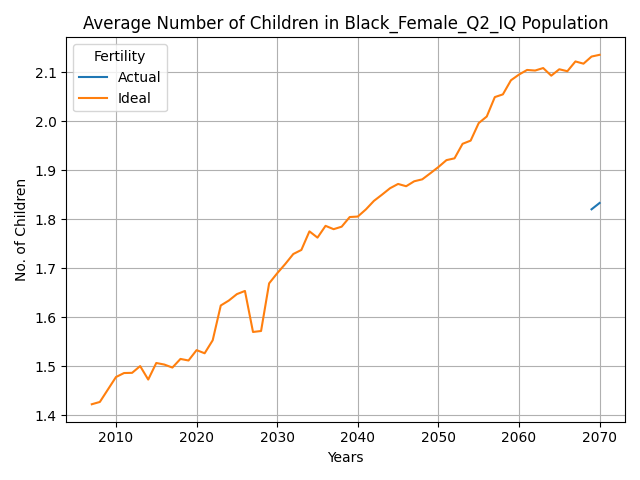 Average Number of Children in Black_Female_Q2_IQ Population
Fertility
Actual
Ideal
2.1
2.0
1.9
1.8
1.7
1.6
1.5
1.4
No. of Children
2010 2020 2030 2040 2050 2060 2070
Years